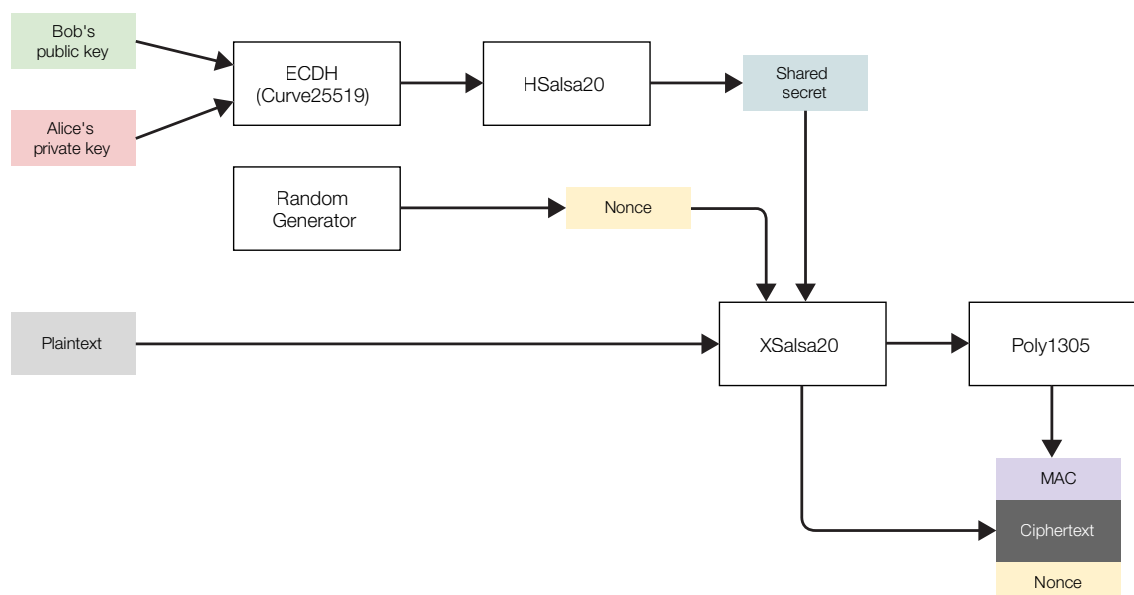 Bob's
public key
ECDH
(Curve25519)
HSalsa20
Shared
secret
Alice's
private key
Random
Generator
Nonce
Plaintext
XSalsa20
Poly1305
MAC
Ciphertext
Nonce